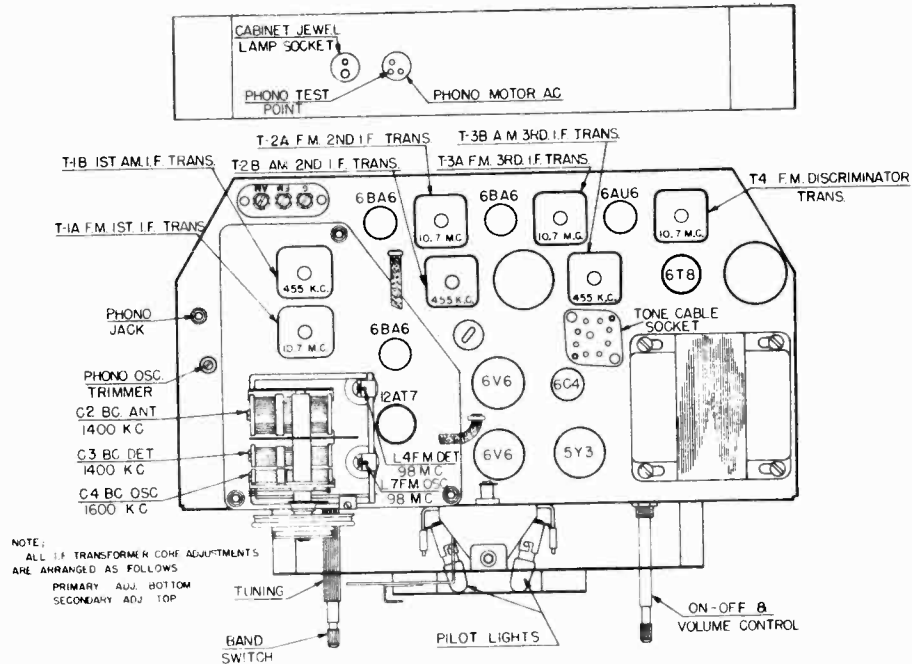 CABINET JEWEL
LAMP SOCKET
PHONO TEST
POINT
PHONO MOTOR AC
T-2A F.M. 2ND I.F. TRANS.
T-3B A.M. 3RD. I.F. TRANS.
T-1B 1ST AM. I.F. TRANS.
T-2B AM. 2ND I.F. TRANS.
T-3A F.M. 3RD. I.F. TRANS.
T4 F.M. DISCRIMINATOR
TRANS.
AM FM G
6BA6
6BA6
6AU6
T-1A F.M. 1ST. I.F. TRANS.
10.7 M.C.
10.7 M.C.
10.7 M.C.
455 K.C.
455 K.C.
455 K.C.
6T8
PHONO
JACK
10.7 M.C.
6BA6
TONE CABLE
SOCKET
PHONO OSC.
TRIMMER
6V6
6C4
C2 BC. ANT
1400 KC
12AT7
C3 BC DET
1400 KC
L4 F.M. DET.
98 MC
6V6
5Y3
C4 BC OSC
1600 KC
L7 FM OSC
98 MC
NOTE:
ALL I.F. TRANSFORMER CORE ADJUSTMENTS
ARE ARRANGED AS FOLLOWS
PRIMARY ADJ. BOTTOM
SECONDARY ADJ. TOP
TUNING
BAND
SWITCH
PILOT LIGHTS
ON-OFF &
VOLUME CONTROL